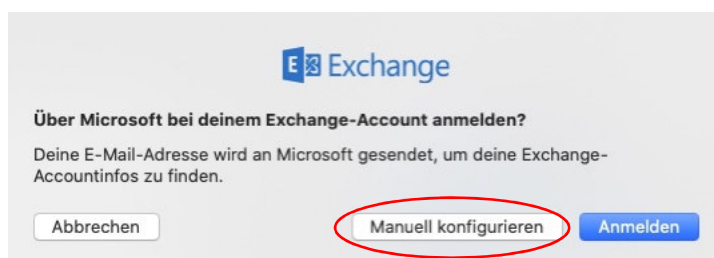 Exchange
Über Microsoft bei deinem Exchange-Account anmelden?
Deine E-Mail-Adresse wird an Microsoft gesendet, um deine Exchange-
Accountinfos zu finden.
Abbrechen Manuell konfigurieren Anmelden